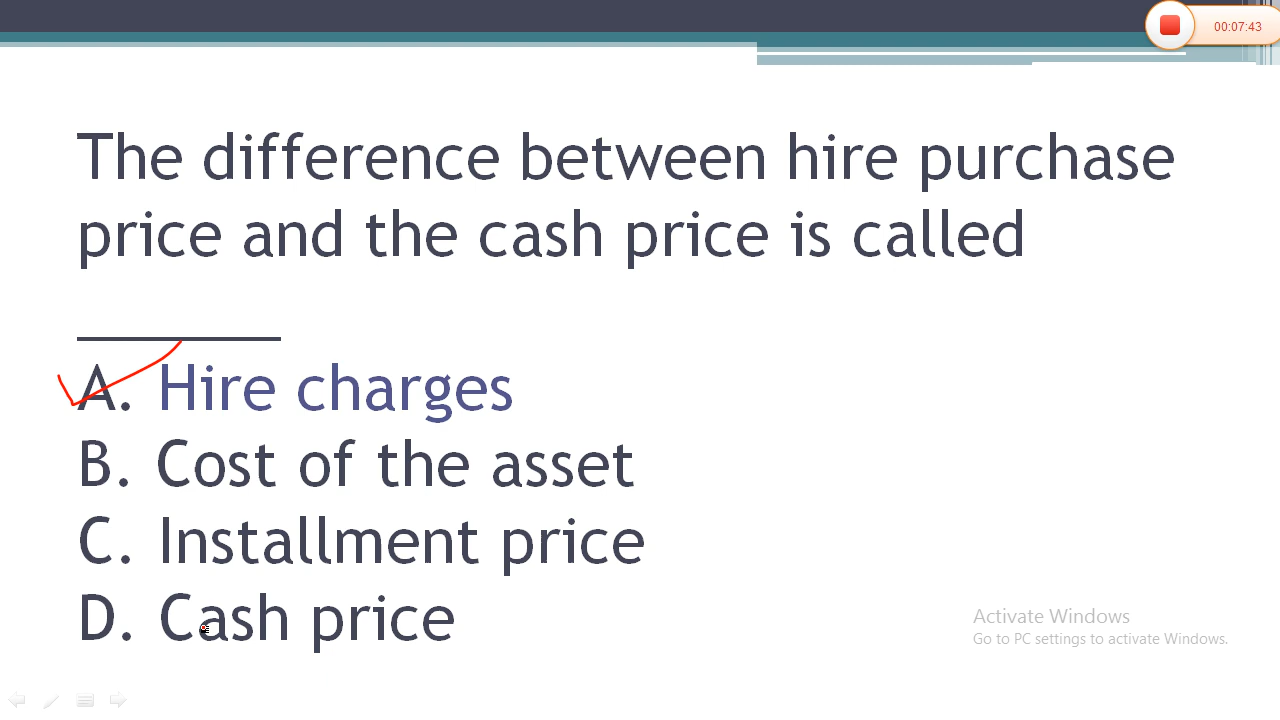 00:07:43
The difference between hire purchase
price and the cash price is called
________
A. Hire charges
B. Cost of the asset
C. Installment price
D. Cash price
Activate Windows
Go to PC settings to activate Windows.